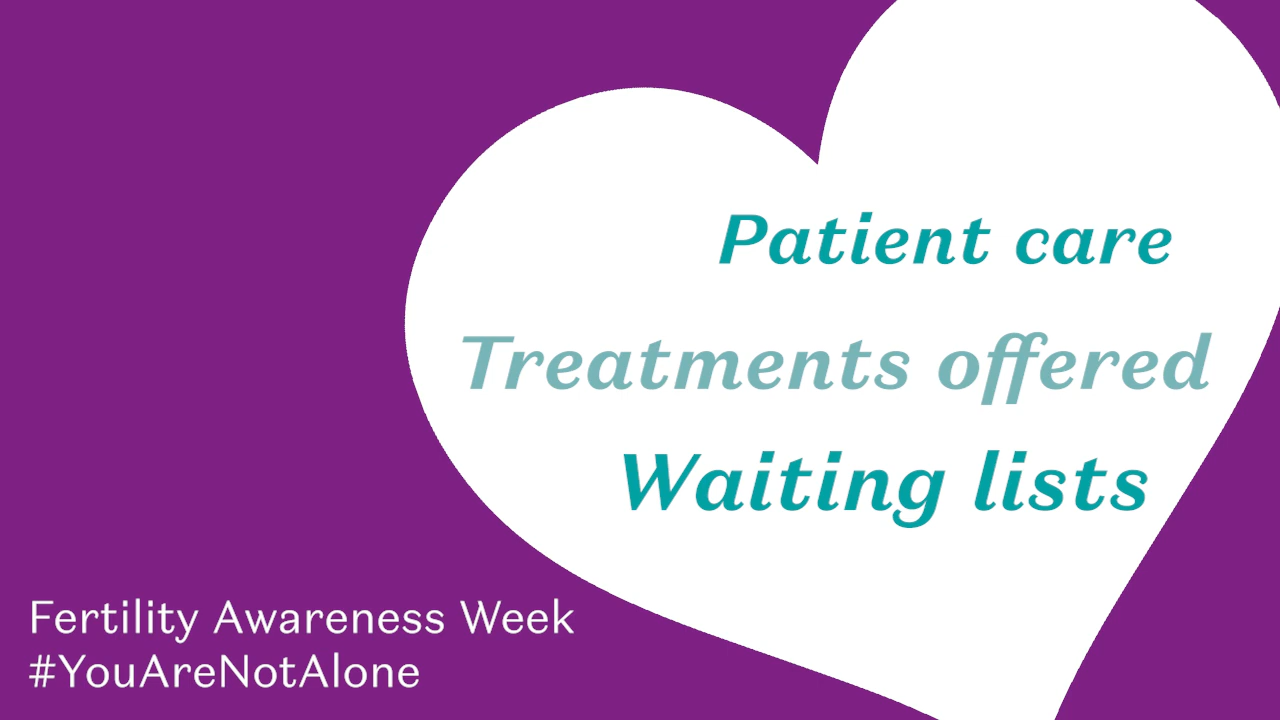 Patient care
Treatments offered
Waiting lists
Fertility Awareness Week
#YouAreNotAlone